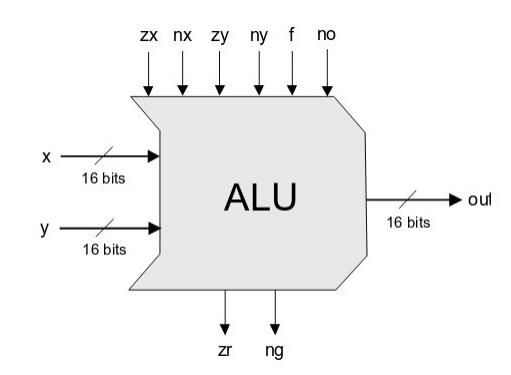 zx nx zy ny f no
x
16 bits
ALU
out
16 bits
y
16 bits
zr ng